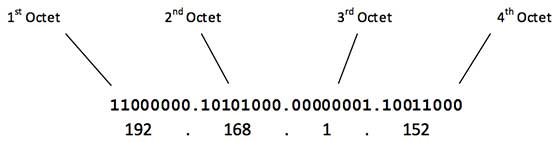 1st Octet 2nd Octet 3rd Octet 4th Octet
11000000.10101000.00000001.10011000
192 . 168 . 1 . 152